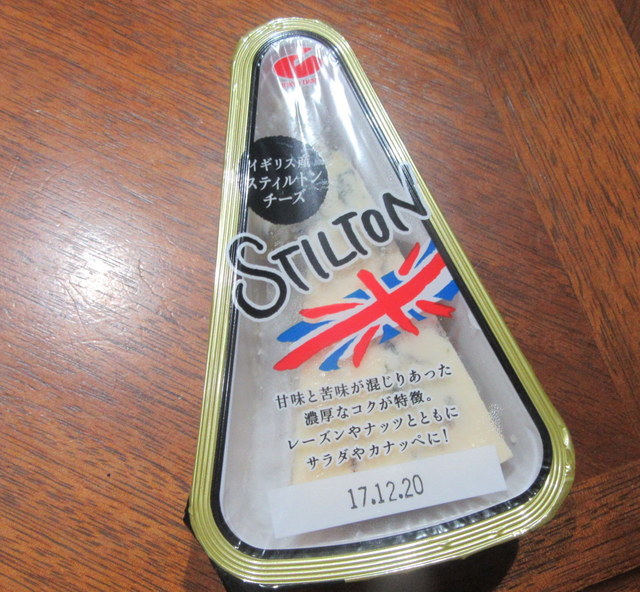 イギリス産
スティルトン
チーズ
STILTON
甘味と苦味が混じりあった
濃厚なコクが特徴。
レーズンやナッツとともに
サラダやカナッペに!
17.12.20